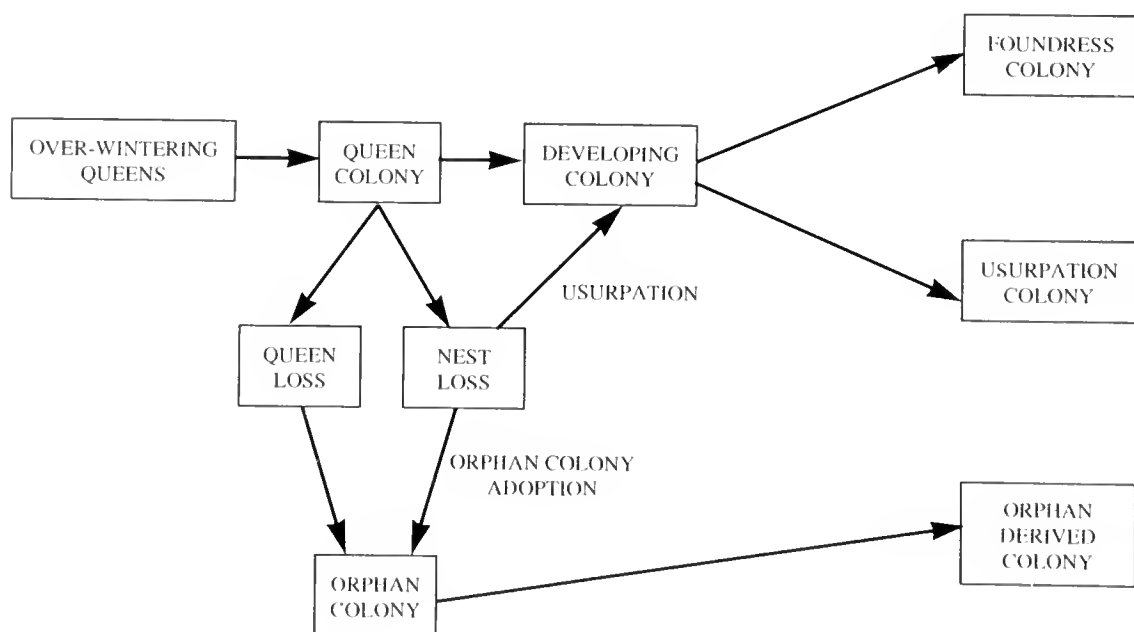 FOUNDRESS
COLONY
OVER-WINTERING
QUEENS
QUEEN
COLONY
DEVELOPING
COLONY
USURPATION
COLONY
USURPATION
QUEEN
LOSS
NEST
LOSS
ORPHAN COLONY
ADOPTION
ORPHAN
DERIVED
COLONY
ORPHAN
COLONY